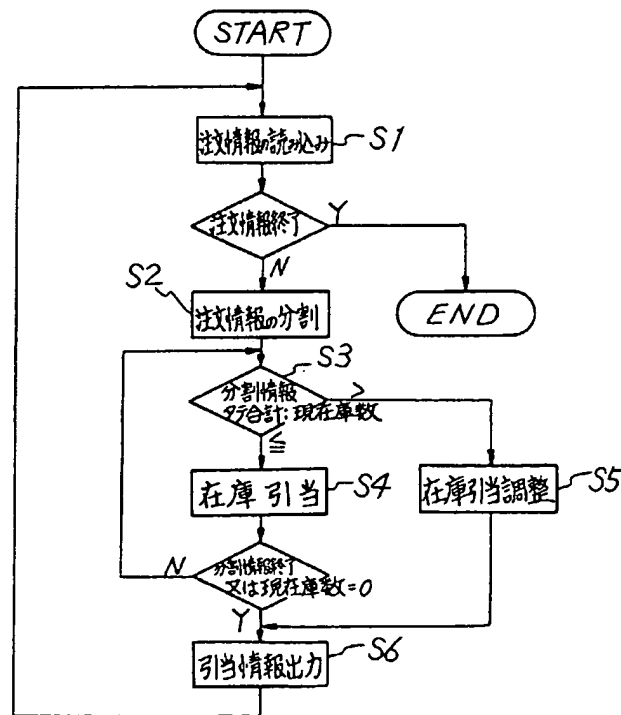 START
注文情報の読み込み
S1
注文情報終了
Y
N
END
S2
注文情報の分割
S3
分割情報
タテ合計:現在庫数
>
≦
在庫引当
S4
在庫引当調整
S5
分割情報終了
又は現在庫数=0
N
Y
引当情報出力
S6